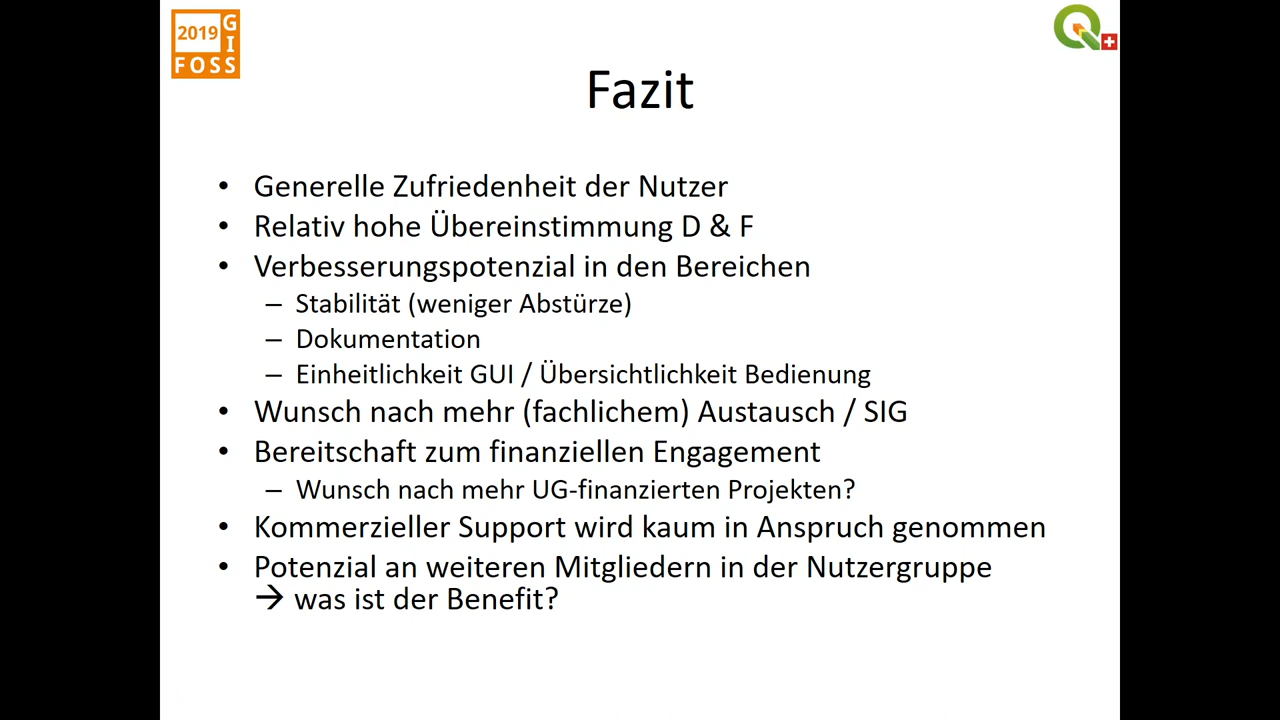 2019 G
I
FOSS
Fazit
• Generelle Zufriedenheit der Nutzer
• Relativ hohe Übereinstimmung D & F
• Verbesserungspotenzial in den Bereichen
– Stabilität (weniger Abstürze)
– Dokumentation
– Einheitlichkeit GUI / Übersichtlichkeit Bedienung
• Wunsch nach mehr (fachlichem) Austausch / SIG
• Bereitschaft zum finanziellen Engagement
– Wunsch nach mehr UG-finanzierten Projekten?
• Kommerzieller Support wird kaum in Anspruch genommen
• Potenzial an weiteren Mitgliedern in der Nutzergruppe
→ was ist der Benefit?